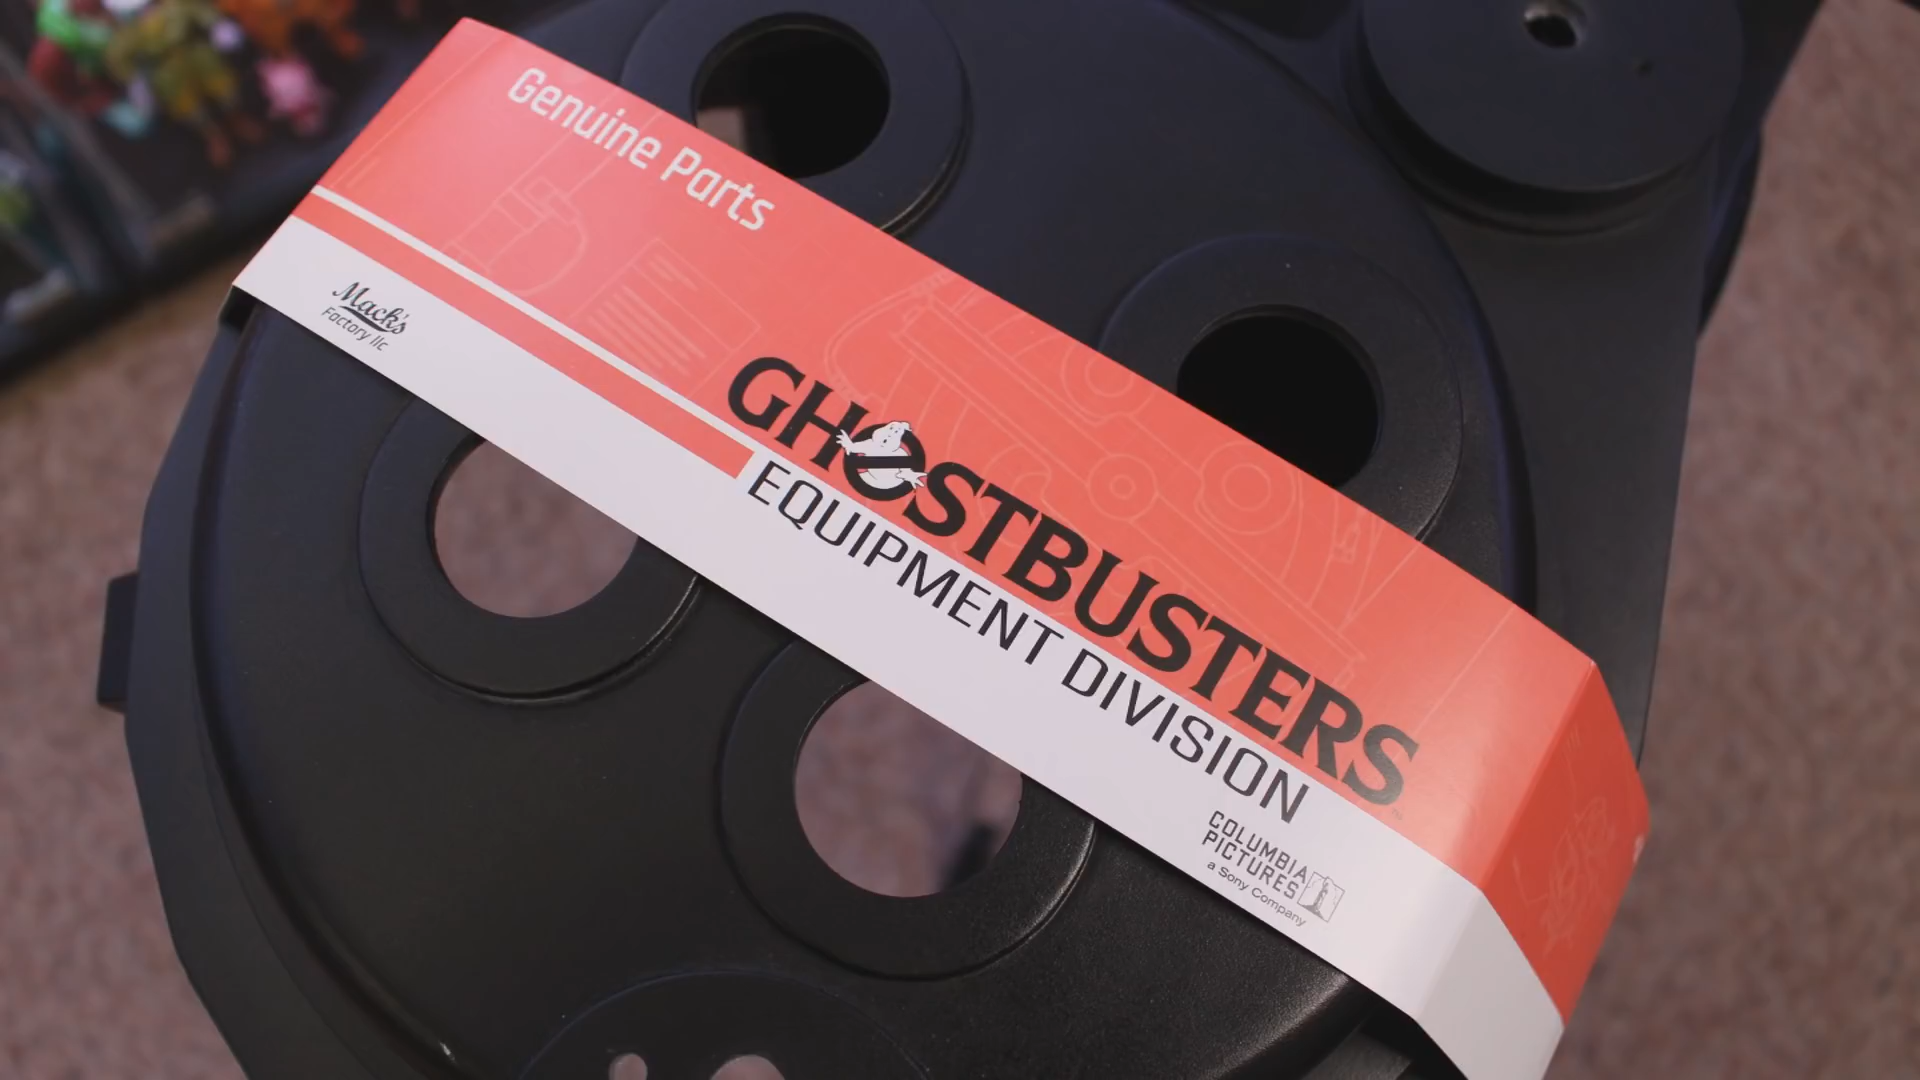 Genuine Parts
Mack's
Factory llc
GHOSTBUSTERS
EQUIPMENT DIVISION
COLUMBIA
PICTURES
a Sony Company